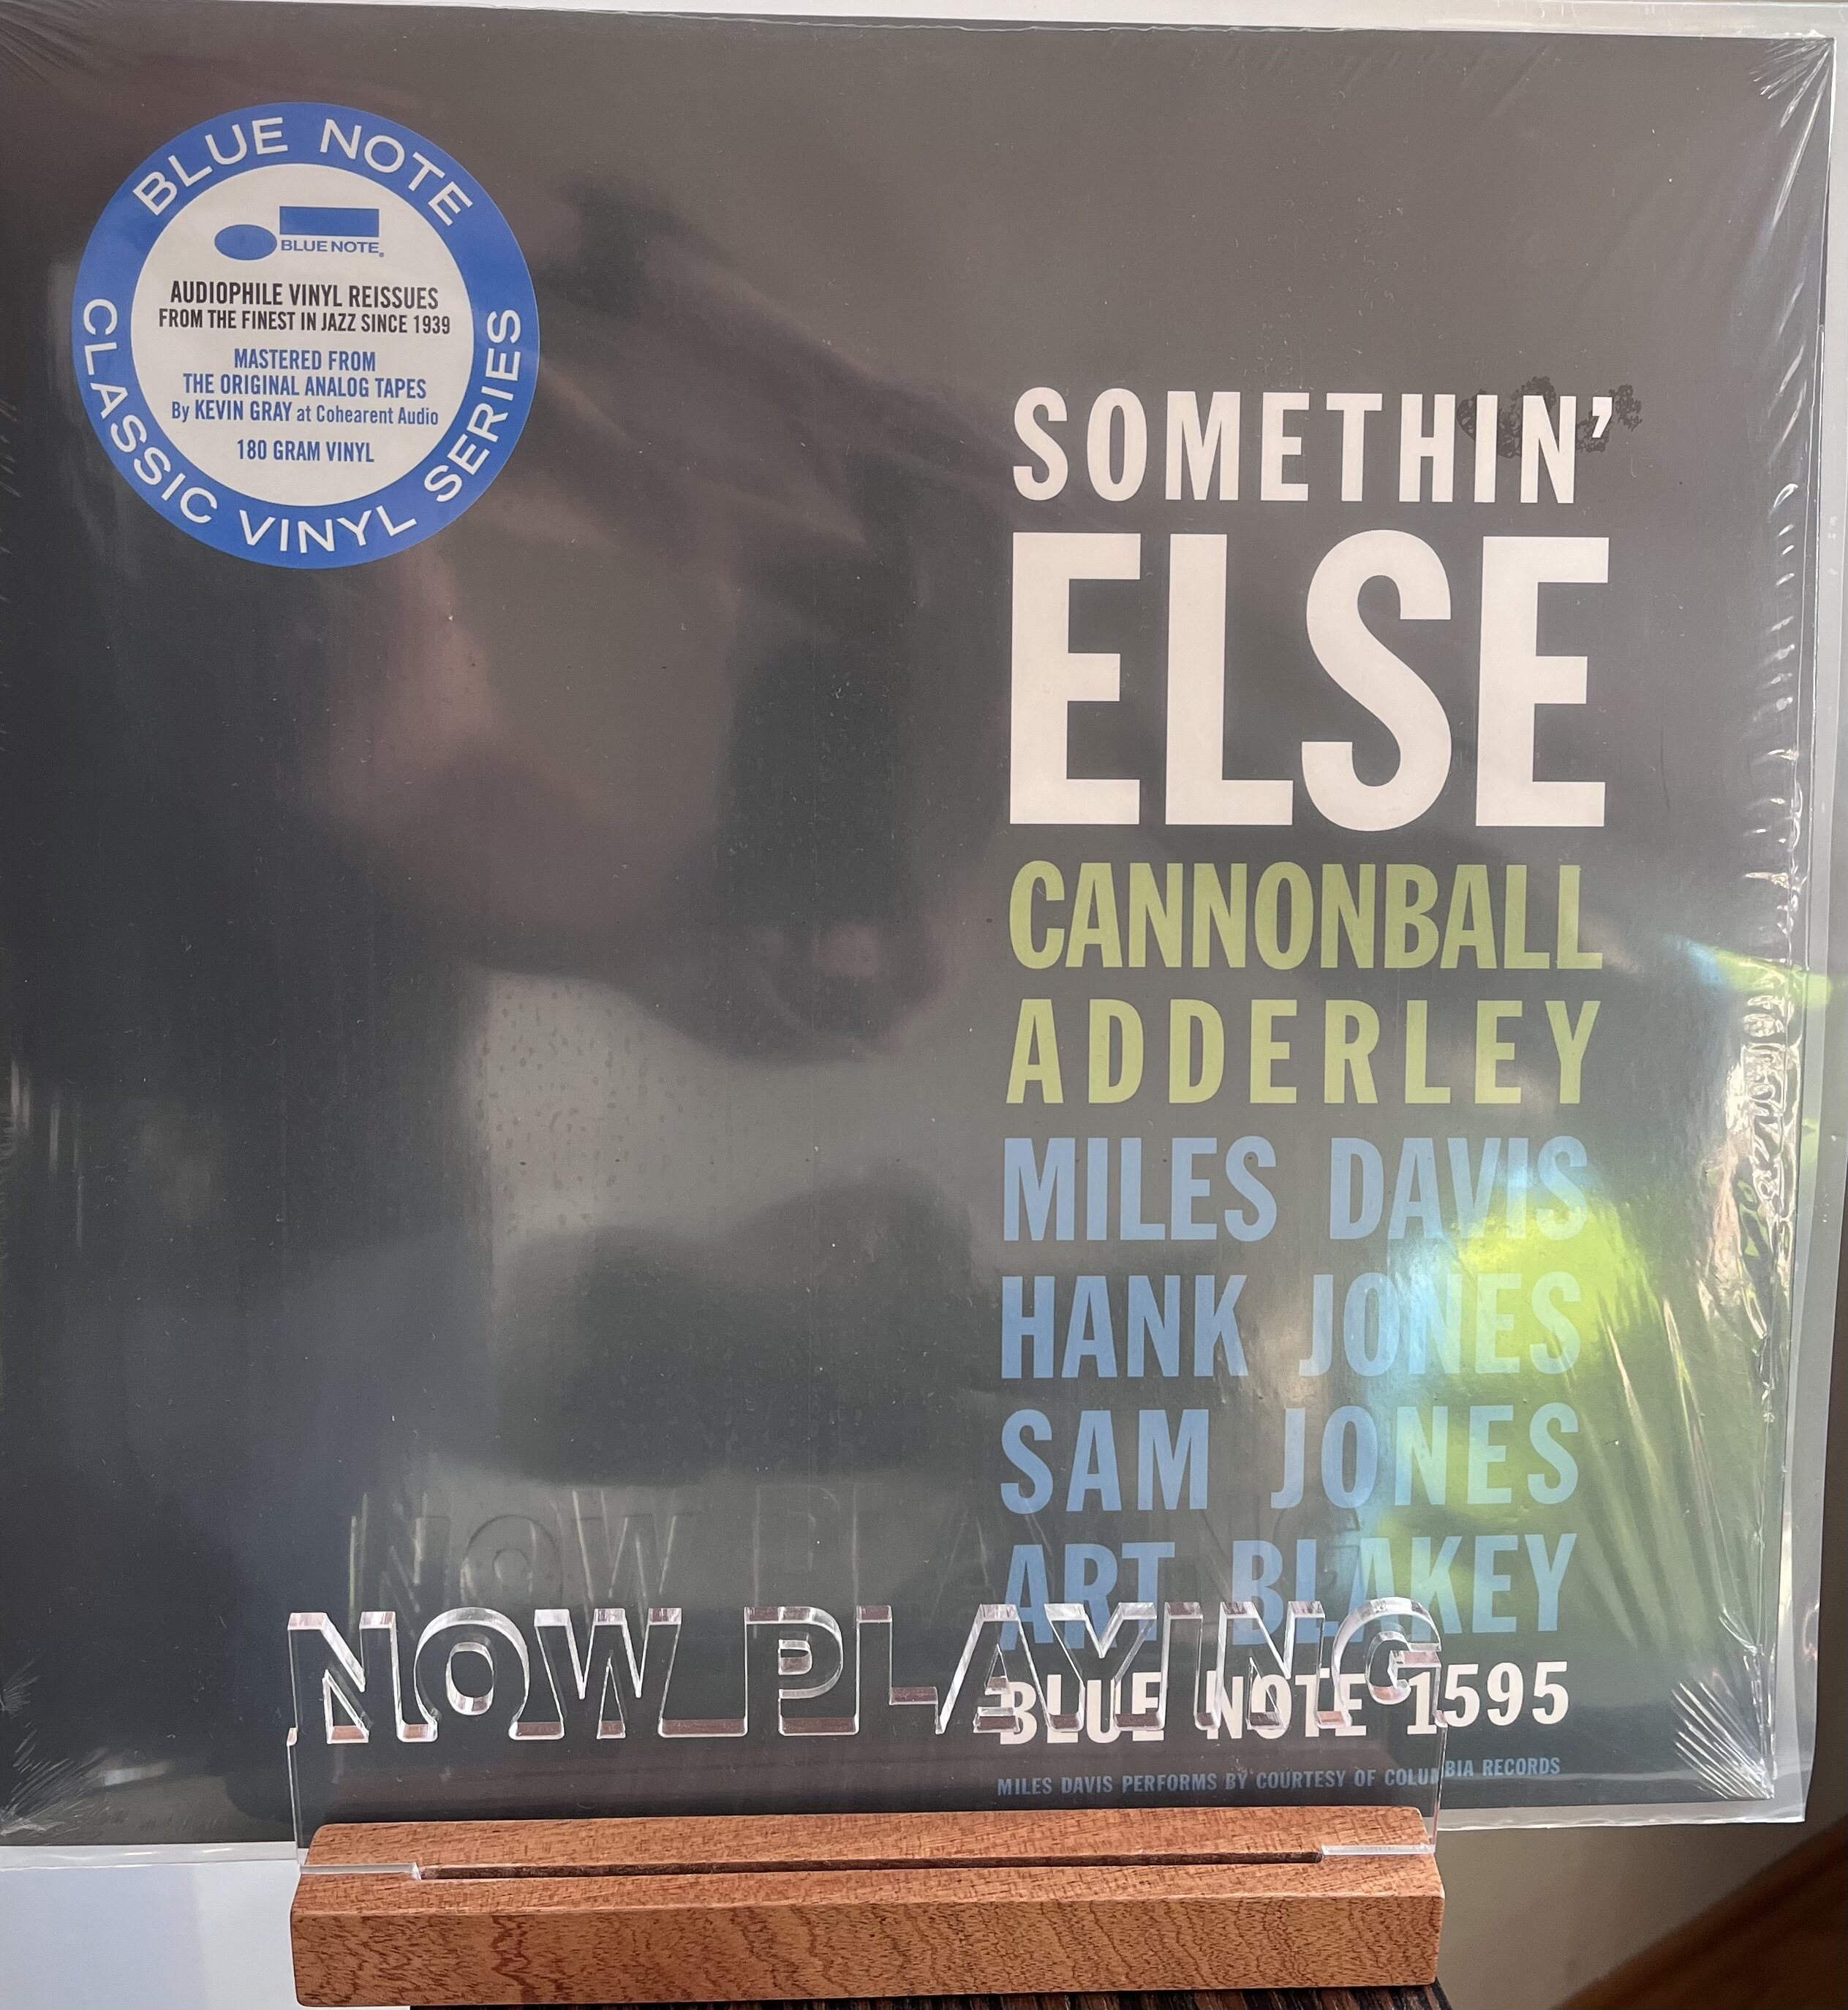 BLUE NOTE
BLUE NOTE
AUDIOPHILE VINYL REISSUES
FROM THE FINEST IN JAZZ SINCE 1939
MASTERED FROM
THE ORIGINAL ANALOG TAPES
By KEVIN GRAY at Cohearent Audio
180 GRAM VINYL
CLASSIC VINYL SERIES
SOMETHIN'
ELSE
CANNONBALL
ADDERLEY
MILES DAVIS
HANK JONES
SAM JONES
ART BLAKEY
BLUE NOTE 1595
MILES DAVIS PERFORMS BY COURTESY OF COLUMBIA RECORDS
NOW PLAYING